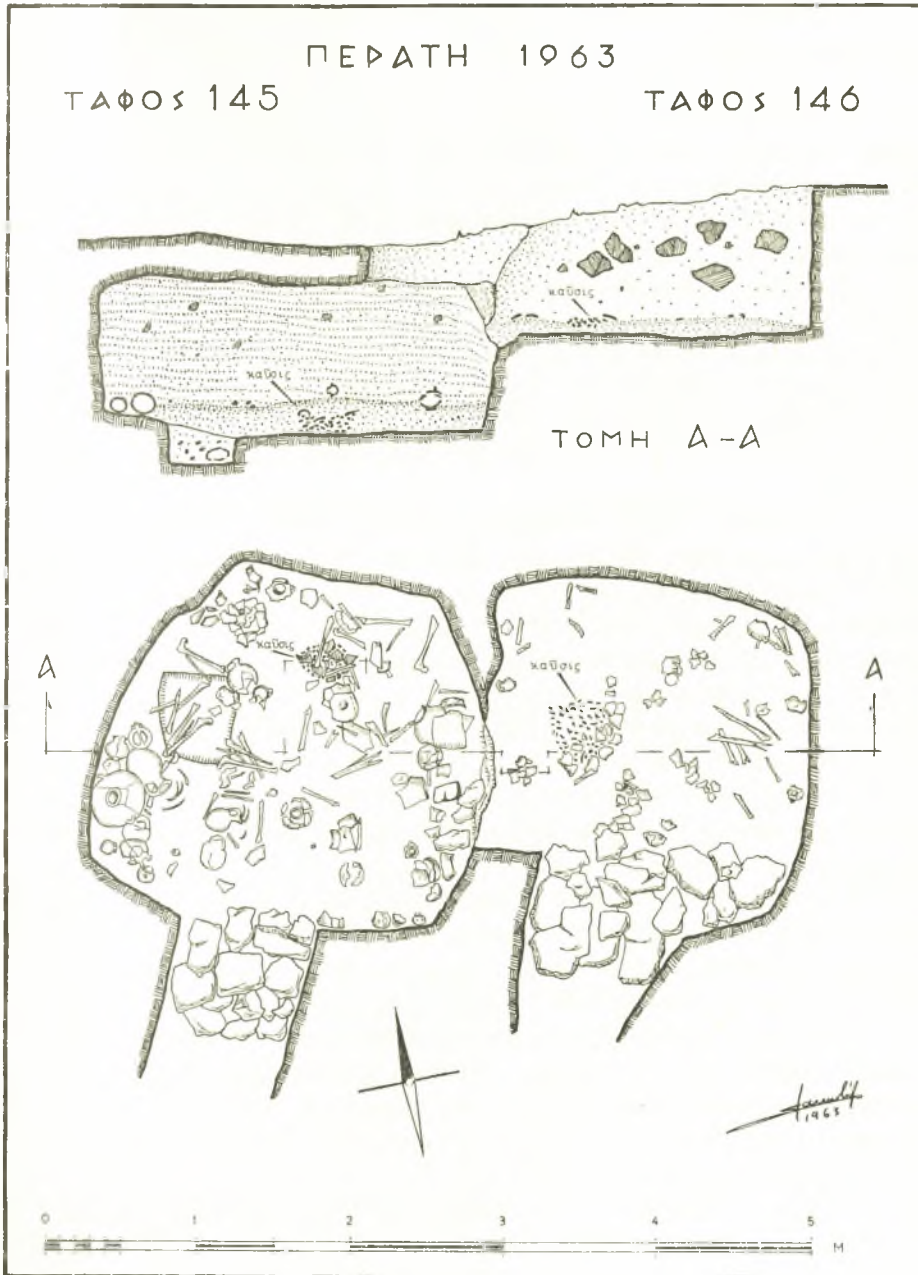 ΠΕΡΑΤΗ 1963
ΤΑΦΟΣ 145
ΤΑΦΟΣ 146
καῦσις
καῦσις
ΤΟΜΗ Α-Α
καῦσις
καῦσις
Α
Α
1963
0 1 2 3 4 5
Μ